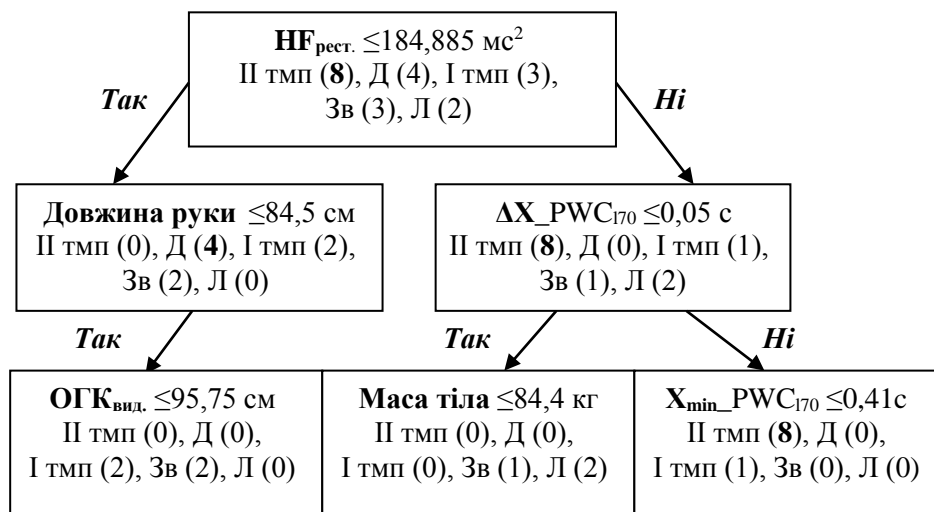 HFрест. ≤184,885 мс²
ІІ тмп (8), Д (4), І тмп (3),
Зв (3), Л (2)
Так
Ні
Довжина руки ≤84,5 см
ІІ тмп (0), Д (4), І тмп (2),
Зв (2), Л (0)
ΔX_PWC170 ≤0,05 с
ІІ тмп (8), Д (0), І тмп (1),
Зв (1), Л (2)
Так
Так
Ні
ОГКвид. ≤95,75 см
ІІ тмп (0), Д (0),
І тмп (2), Зв (2), Л (0)
Маса тіла ≤84,4 кг
ІІ тмп (0), Д (0),
І тмп (0), Зв (1), Л (2)
Xmin_PWC170 ≤0,41с
ІІ тмп (8), Д (0),
І тмп (1), Зв (0), Л (0)